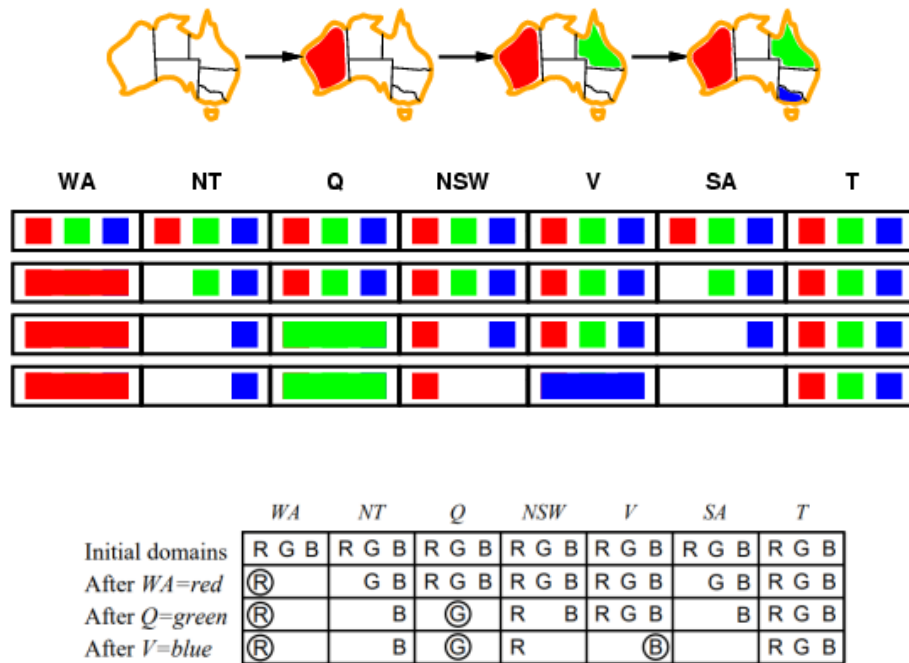 WA NT Q NSW V SA T
WA NT Q NSW V SA T
Initial domains R G B R G B R G B R G B R G B R G B R G B
After WA=red R G B R G B R G B R G B G B R G B
After Q=green R B G R B R G B B R G B
After V=blue R B G R B R G B